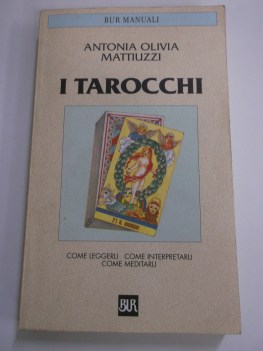 BUR MANUALI
ANTONIA OLIVIA
MATTIUZZI
I TAROCCHI
COME LEGGERLI COME INTERPRETARLI
COME MEDITARLI
BUR